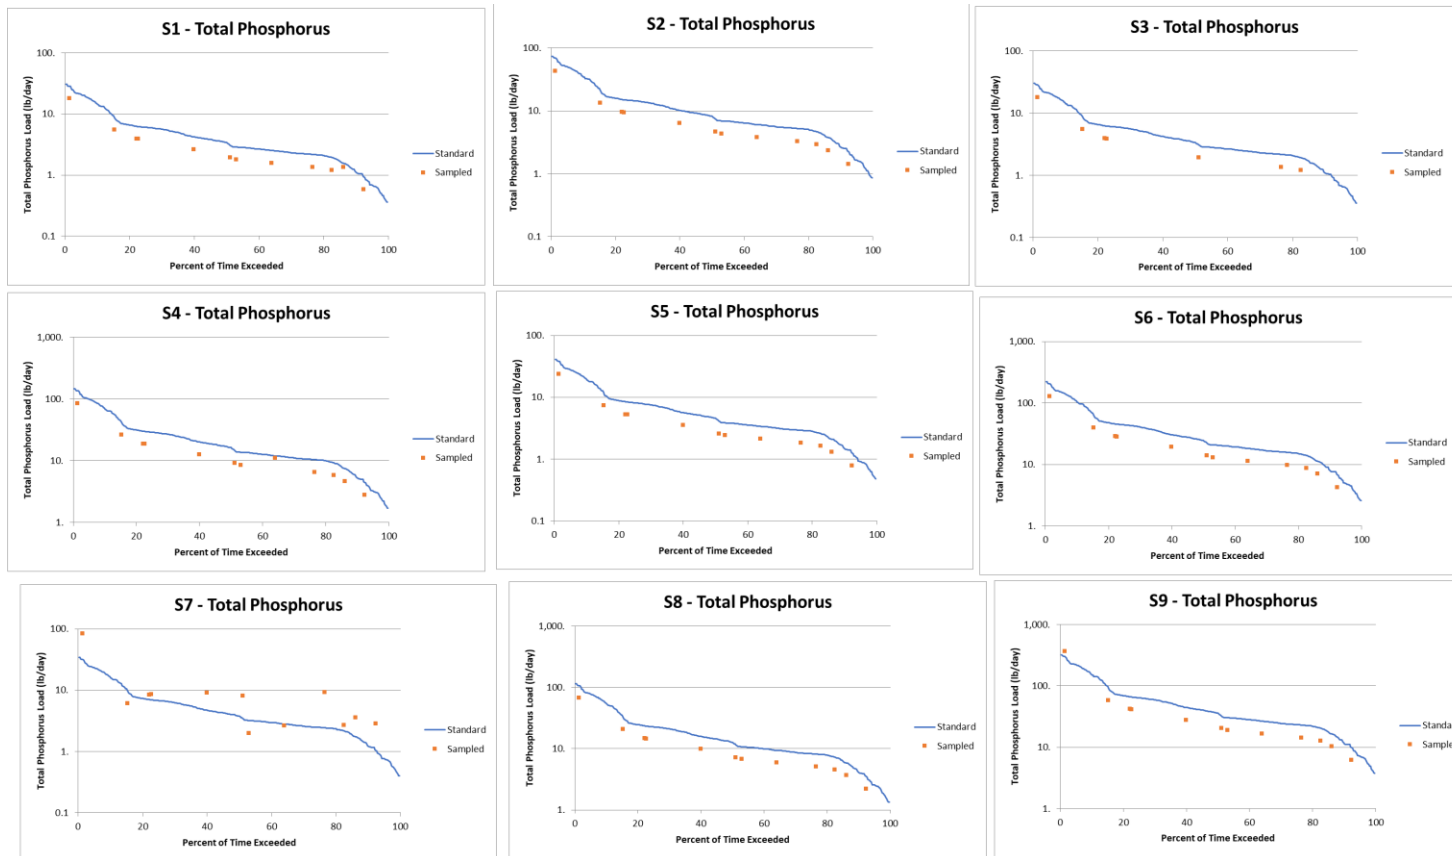 S1 - Total Phosphorus
Total Phosphorus Load (lb/day)
100.
10.
1.
0.1
0 20 40 60 80 100
Percent of Time Exceeded
Standard
Sampled
S2 - Total Phosphorus
Total Phosphorus Load (lb/day)
100.
10.
1.
0.1
0 20 40 60 80 100
Percent of Time Exceeded
Standard
Sampled
S3 - Total Phosphorus
Total Phosphorus Load (lb/day)
100.
10.
1.
0.1
0 20 40 60 80 100
Percent of Time Exceeded
Standard
Sampled
S4 - Total Phosphorus
Total Phosphorus Load (lb/day)
1,000.
100.
10.
1.
0 20 40 60 80 100
Percent of Time Exceeded
Standard
Sampled
S5 - Total Phosphorus
Total Phosphorus Load (lb/day)
100.
10.
1.
0.1
0 20 40 60 80 100
Percent of Time Exceeded
Standard
Sampled
S6 - Total Phosphorus
Total Phosphorus Load (lb/day)
1,000.
100.
10.
1.
0 20 40 60 80 100
Percent of Time Exceeded
Standard
Sampled
S7 - Total Phosphorus
Total Phosphorus Load (lb/day)
100.
10.
1.
0.1
0 20 40 60 80 100
Percent of Time Exceeded
Standard
Sampled
S8 - Total Phosphorus
Total Phosphorus Load (lb/day)
1,000.
100.
10.
1.
0 20 40 60 80 100
Percent of Time Exceeded
Standard
Sampled
S9 - Total Phosphorus
Total Phosphorus Load (lb/day)
1,000.
100.
10.
1.
0 20 40 60 80 100
Percent of Time Exceeded
Standa
Sampled